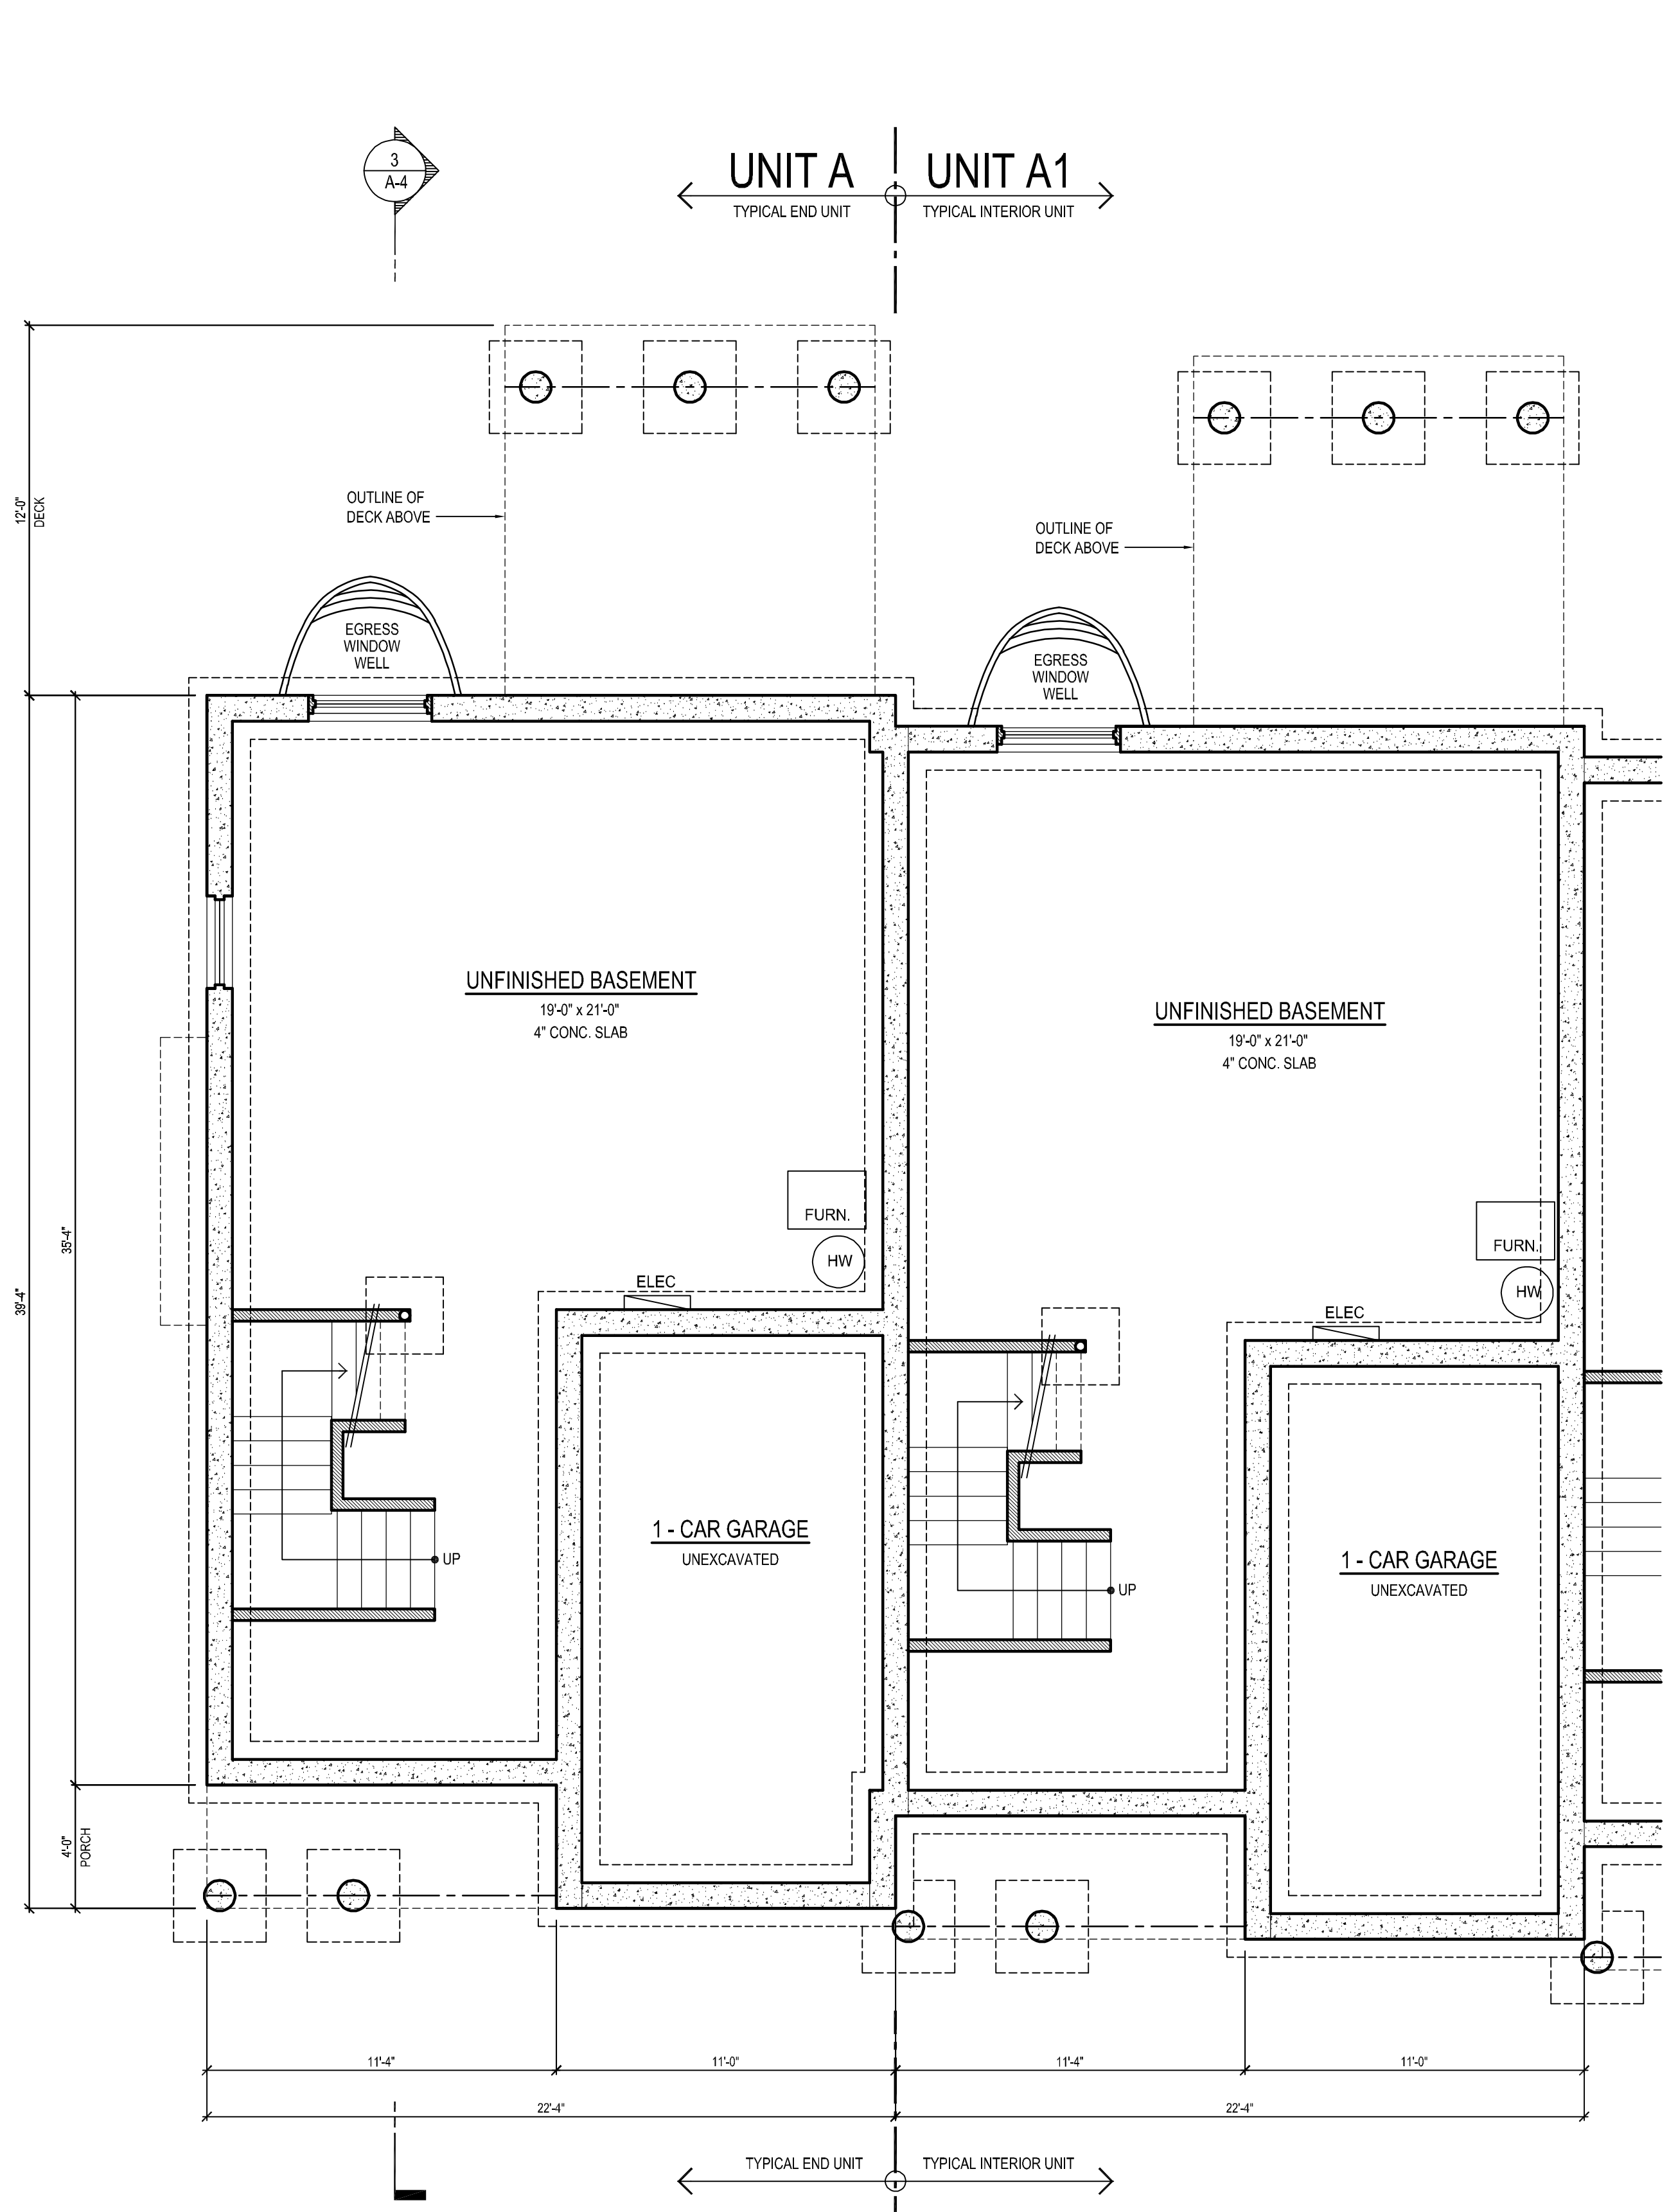 3
A-4
UNIT A
UNIT A1
TYPICAL END UNIT
TYPICAL INTERIOR UNIT
12'-0"
DECK
OUTLINE OF
DECK ABOVE
OUTLINE OF
DECK ABOVE
EGRESS
WINDOW
WELL
EGRESS
WINDOW
WELL
UNFINISHED BASEMENT
19'-0" x 21'-0"
4" CONC. SLAB
UNFINISHED BASEMENT
19'-0" x 21'-0"
4" CONC. SLAB
35'-4"
39'-4"
FURN.
HW
ELEC
FURN.
HW
ELEC
1 - CAR GARAGE
UNEXCAVATED
UP
1 - CAR GARAGE
UNEXCAVATED
UP
4'-0"
PORCH
11'-4"
11'-0"
11'-4"
11'-0"
22'-4"
22'-4"
TYPICAL END UNIT
TYPICAL INTERIOR UNIT